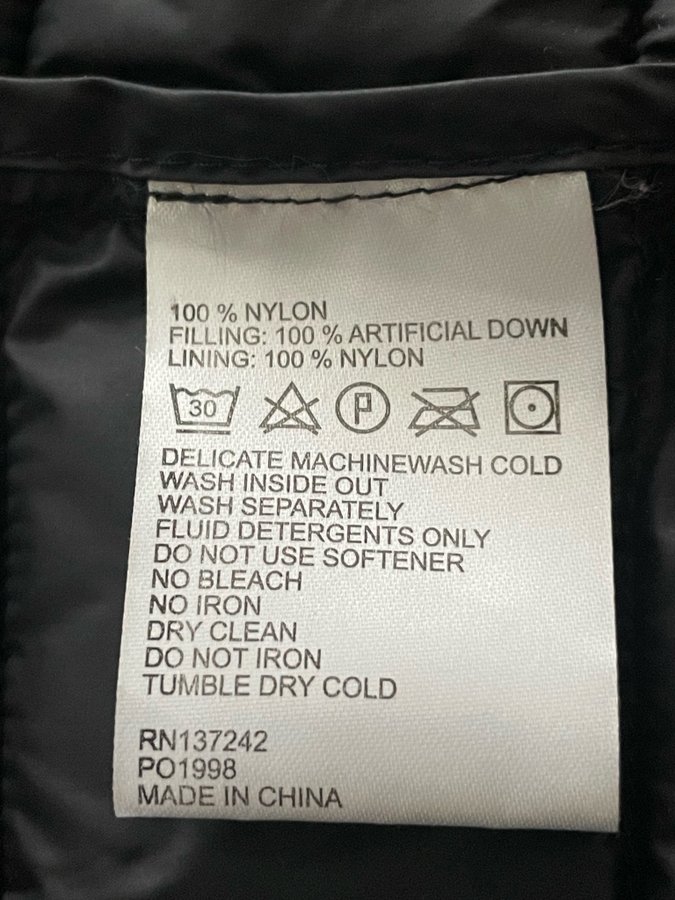 100 % NYLON
FILLING: 100 % ARTIFICIAL DOWN
LINING: 100 % NYLON
30 P
DELICATE MACHINEWASH COLD
WASH INSIDE OUT
WASH SEPARATELY
FLUID DETERGENTS ONLY
DO NOT USE SOFTENER
NO BLEACH
NO IRON
DRY CLEAN
DO NOT IRON
TUMBLE DRY COLD
RN137242
PO1998
MADE IN CHINA